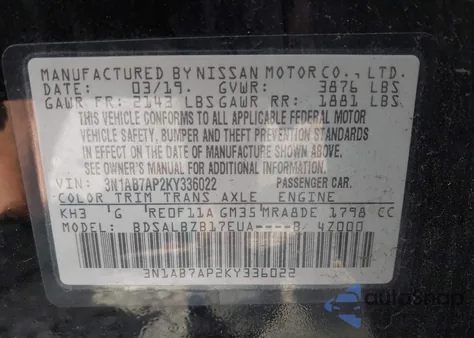 MANUFACTURED BY NISSAN MOTOR CO., LTD.
DATE: 03/19. GVWR: 3876 LBS
GAWR FR: 2143 LBS GAWR RR: 1881 LBS
THIS VEHICLE CONFORMS TO ALL APPLICABLE FEDERAL MOTOR
VEHICLE SAFETY, BUMPER AND THEFT PREVENTION STANDARDS
IN EFFECT ON THE DATE OF MANUFACTURE SHOWN ABOVE.
SEE OWNER'S MANUAL FOR ADDITIONAL INFORMATION.
VIN: 3N1AB7AP2KY336022 PASSENGER CAR.
COLOR TRIM TRANS AXLE ENGINE
KH3 G RE0F11A GM35 MRA8DE 1798 CC
MODEL: BDSALBZB17EUA----B 4Z000
3N1AB7AP2KY336022
autoShop